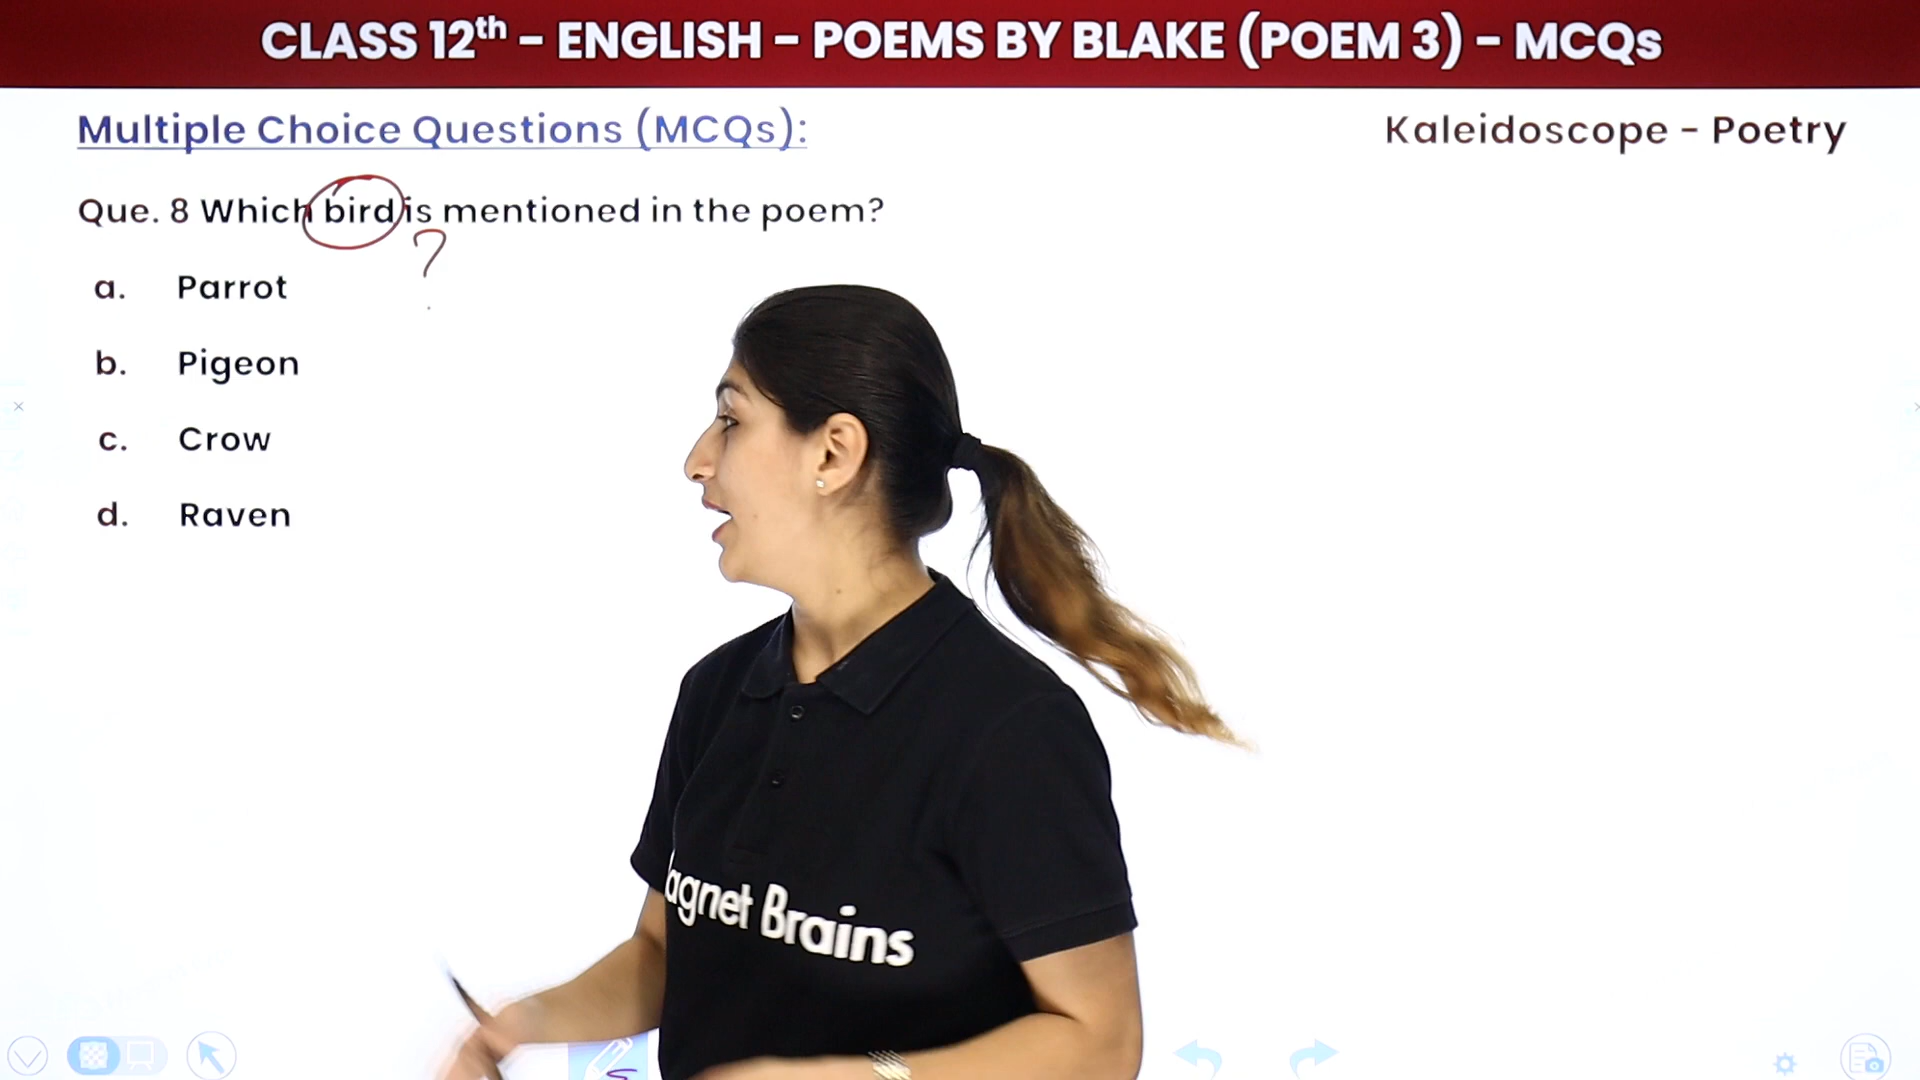 CLASS 12th - ENGLISH - POEMS BY BLAKE (POEM 3) - MCQs
Multiple Choice Questions (MCQs):
Kaleidoscope - Poetry
Que. 8 Which bird is mentioned in the poem?
?
a. Parrot
b. Pigeon
c. Crow
d. Raven
agnet Brains